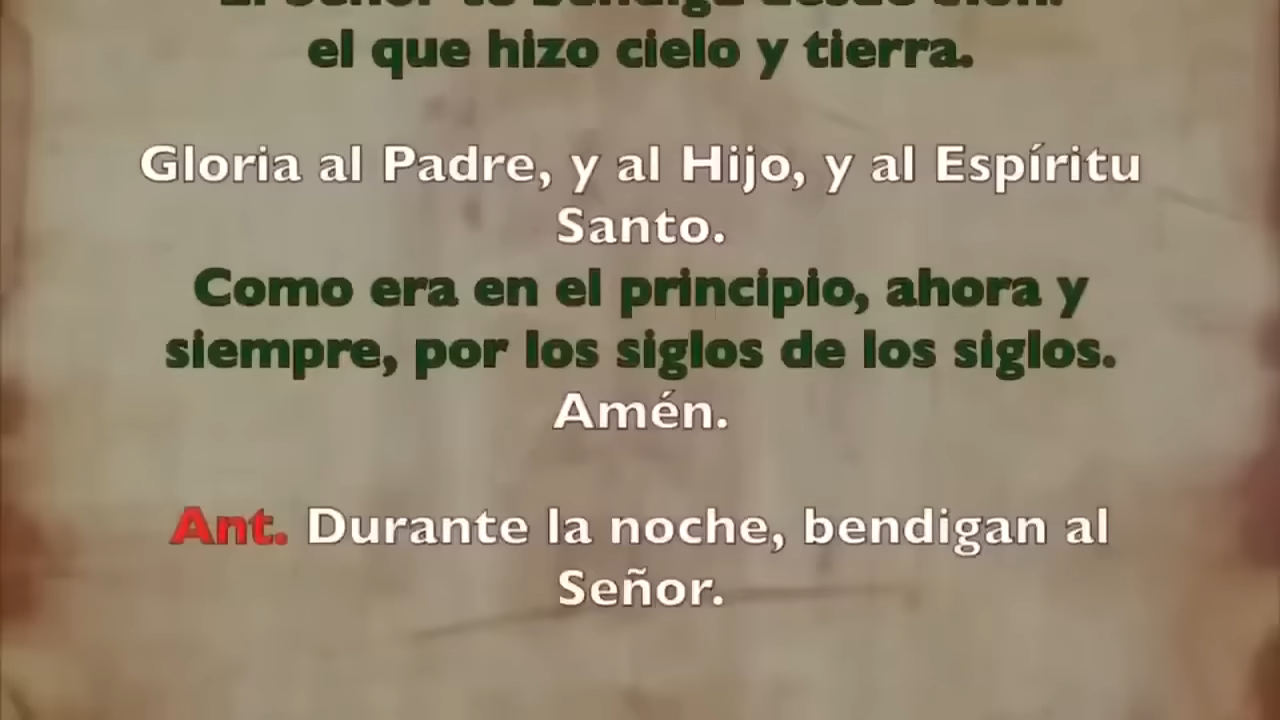 el que hizo cielo y tierra.
Gloria al Padre, y al Hijo, y al Espíritu
Santo.
Como era en el principio, ahora y
siempre, por los siglos de los siglos.
Amén.
Ant. Durante la noche, bendigan al
Señor.